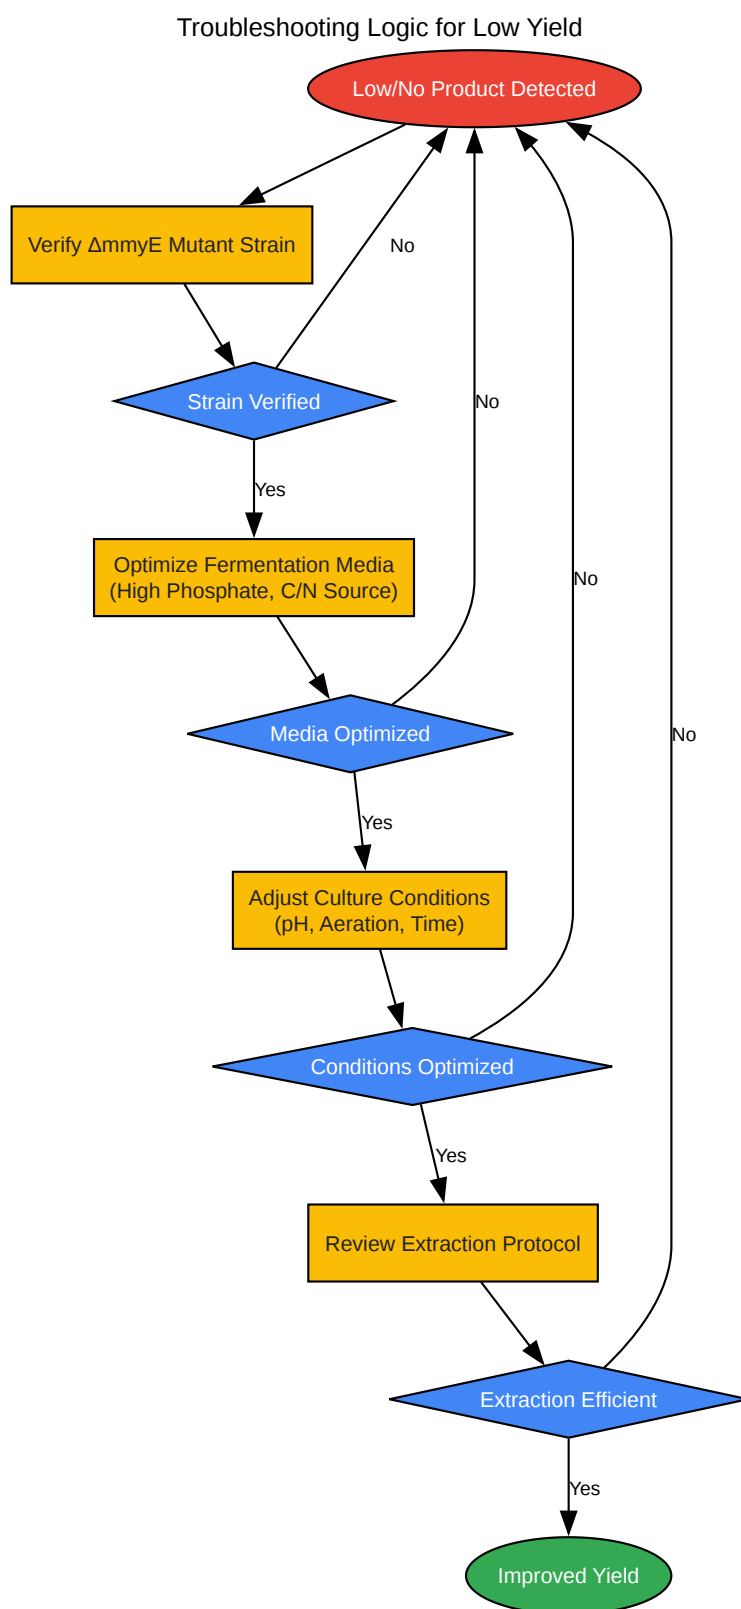 Troubleshooting Logic for Low Yield
Low/No Product Detected
Verify ΔmmyE Mutant Strain
No
Strain Verified
No
Yes
Optimize Fermentation Media
(High Phosphate, C/N Source)
No
Media Optimized
No
Yes
Adjust Culture Conditions
(pH, Aeration, Time)
Conditions Optimized
Yes
Review Extraction Protocol
Extraction Efficient
Yes
Improved Yield